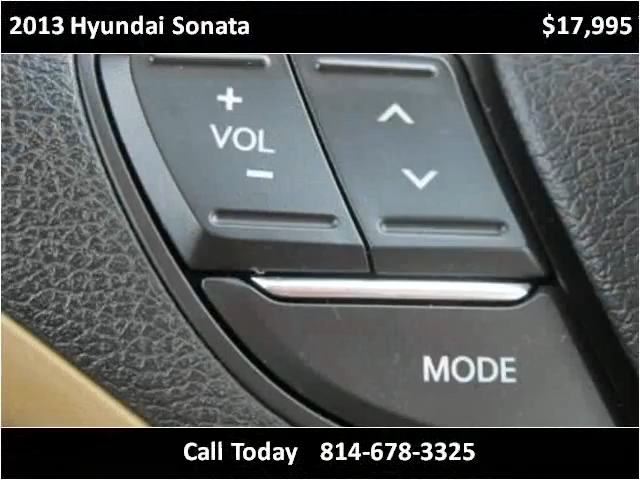 2013 Hyundai Sonata $17,995
+
VOL
-
MODE
Call Today 814-678-3325